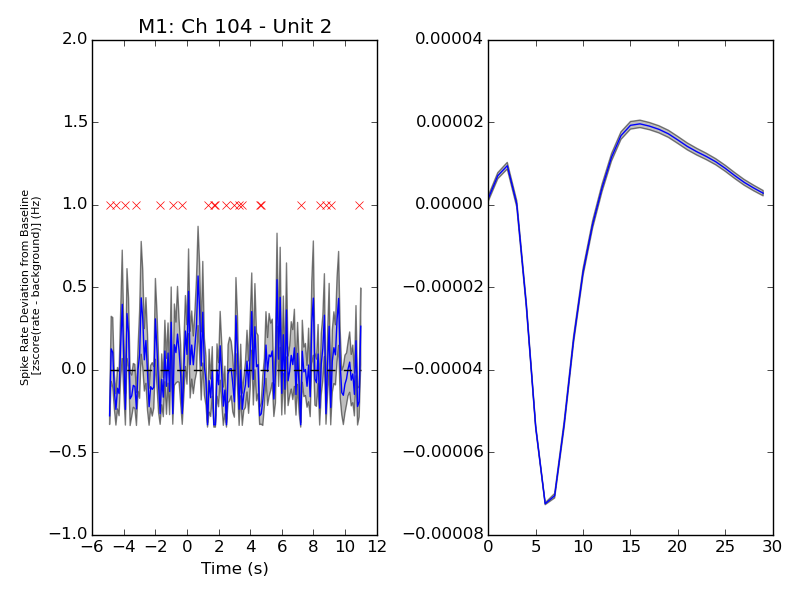 M1: Ch 104 - Unit 2
2.0
1.5
1.0
0.5
0.0
−0.5
−1.0
Spike Rate Deviation from Baseline
[zscore(rate - background)] (Hz)
−6 −4 −2 0 2 4 6 8 10 12
Time (s)
0.00004
0.00002
0.00000
−0.00002
−0.00004
−0.00006
−0.00008
0 5 10 15 20 25 30